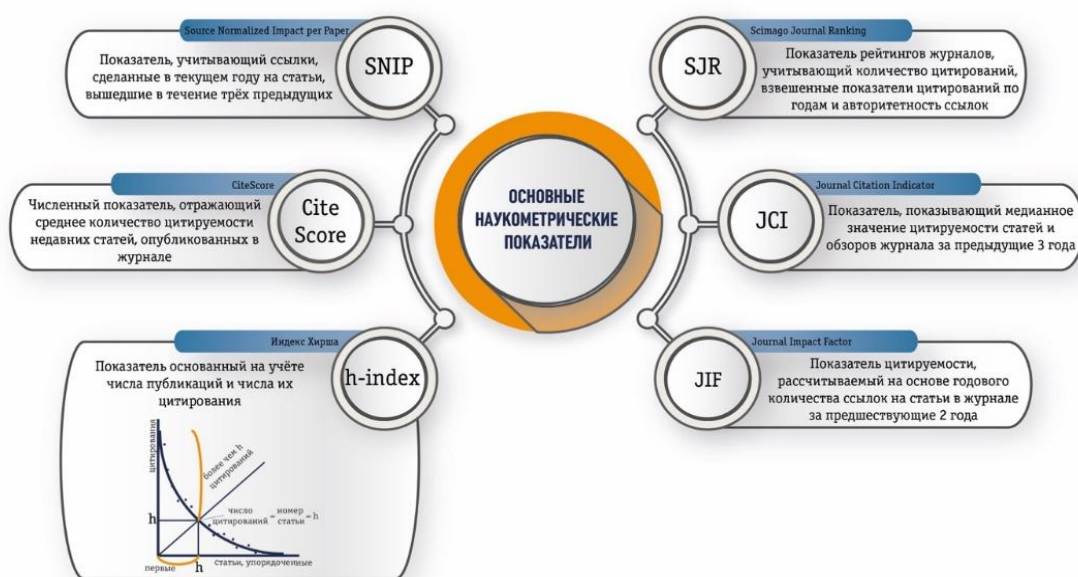 Source Normalized Impact per Paper
Показатель, учитывающий ссылки,
сделанные в текущем году на статьи,
вышедшие в течение трёх предыдущих
SNIP
CiteScore
Численный показатель, отражающий
среднее количество цитируемости
недавних статей, опубликованных в
журнале
Cite
Score
Индекс Хирша
Показатель основанный на учёте
числа публикаций и числа их
цитирования
h-index
цитирования
более чем h
цитирований
число
цитирований
=
номер
статьи
= h
h
h
первые
статьи, упорядоченные
ОСНОВНЫЕ
НАУКОМЕТРИЧЕСКИЕ
ПОКАЗАТЕЛИ
Scimago Journal Ranking
SJR
Показатель рейтингов журналов,
учитывающий количество цитирований,
взвешенные показатели цитирований по
годам и авторитетность ссылок
Journal Citation Indicator
JCI
Показатель, показывающий медианное
значение цитируемости статей и
обзоров журнала за предыдущие 3 года
Journal Impact Factor
JIF
Показатель цитируемости,
рассчитываемый на основе годового
количества ссылок на статьи в журнале
за предшествующие 2 года